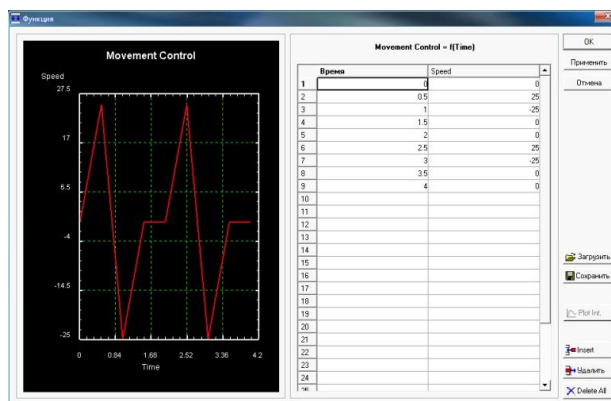 Функция
Movement Control
Speed
27.5
17
6.5
-4
-14.5
-25
0 0.84 1.68 2.52 3.36 4.2
Time
Movement Control = f(Time)
Время Speed
1 0 0
2 0.5 25
3 1 -25
4 1.5 0
5 2 0
6 2.5 25
7 3 -25
8 3.5 0
9 4 0
10
11
12
13
14
15
16
17
18
19
20
21
22
23
24
25
OK
Применить
Отмена
Загрузить
Сохранить
Plot Int.
Insert
Удалить
Delete All